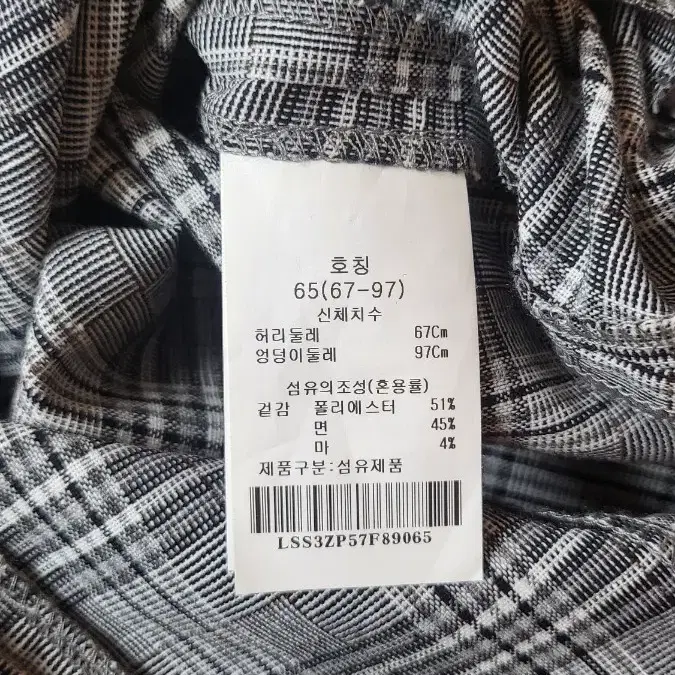 호칭
65(67-97)
신체치수
허리둘레 67Cm
엉덩이둘레 97Cm
섬유의조성(혼용률)
겉감 폴리에스터 51%
면 45%
마 4%
제품구분:섬유제품
LSS3ZP57F89065